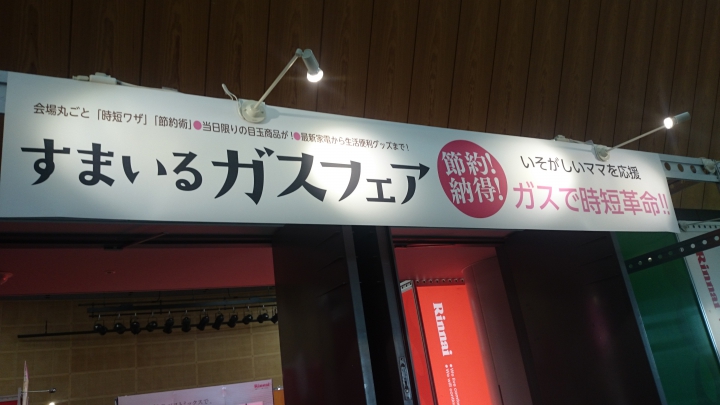 会場丸ごと「時短ワザ」「節約術」●当日限りの目玉商品が!●最新家電から生活便利グッズまで!
すまいるガスフェア
節約!
納得!
いそがしいママを応援
ガスで時短革命!!
Rinnai
Rinnai